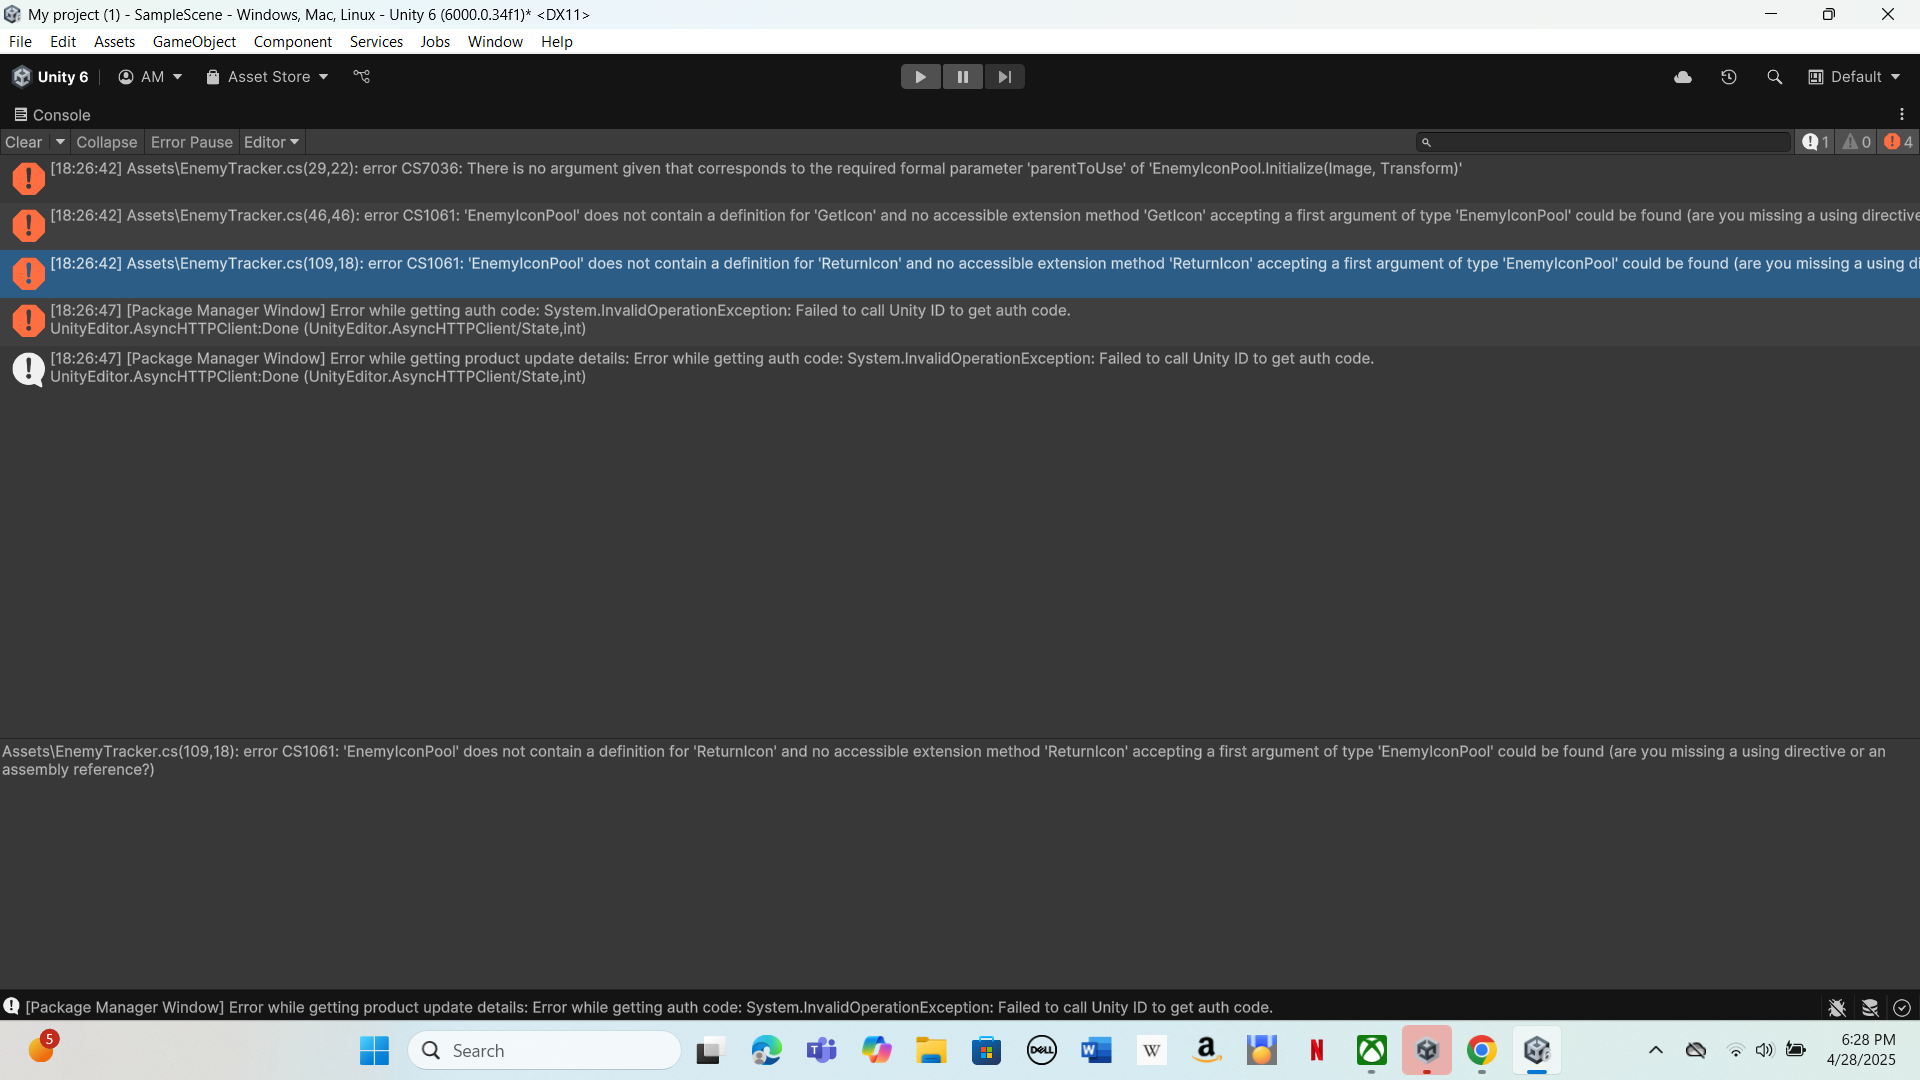 My project (1) - SampleScene - Windows, Mac, Linux - Unity 6 (6000.0.34f1)* <DX11>
File Edit Assets GameObject Component Services Jobs Window Help
Unity 6 AM Asset Store Default
Console
Clear Collapse Error Pause Editor 1 0 4
[18:26:42] Assets\EnemyTracker.cs(29,22): error CS7036: There is no argument given that corresponds to the required formal parameter 'parentToUse' of 'EnemyIconPool.Initialize(Image, Transform)'
[18:26:42] Assets\EnemyTracker.cs(46,46): error CS1061: 'EnemyIconPool' does not contain a definition for 'GetIcon' and no accessible extension method 'GetIcon' accepting a first argument of type 'EnemyIconPool' could be found (are you missing a using directive
[18:26:42] Assets\EnemyTracker.cs(109,18): error CS1061: 'EnemyIconPool' does not contain a definition for 'ReturnIcon' and no accessible extension method 'ReturnIcon' accepting a first argument of type 'EnemyIconPool' could be found (are you missing a using di
[18:26:47] [Package Manager Window] Error while getting auth code: System.InvalidOperationException: Failed to call Unity ID to get auth code.
UnityEditor.AsyncHTTPClient:Done (UnityEditor.AsyncHTTPClient/State,int)
[18:26:47] [Package Manager Window] Error while getting product update details: Error while getting auth code: System.InvalidOperationException: Failed to call Unity ID to get auth code.
UnityEditor.AsyncHTTPClient:Done (UnityEditor.AsyncHTTPClient/State,int)
Assets\EnemyTracker.cs(109,18): error CS1061: 'EnemyIconPool' does not contain a definition for 'ReturnIcon' and no accessible extension method 'ReturnIcon' accepting a first argument of type 'EnemyIconPool' could be found (are you missing a using directive or an
assembly reference?)
[Package Manager Window] Error while getting product update details: Error while getting auth code: System.InvalidOperationException: Failed to call Unity ID to get auth code.
5
Search
DELL
W
W
a
N
6
6:28 PM
4/28/2025